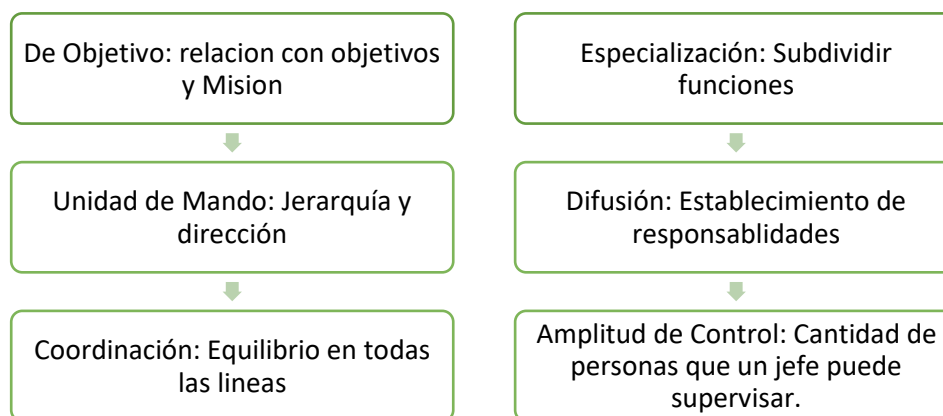 De Objetivo: relacion con objetivos
y Mision
Unidad de Mando: Jerarquía y
dirección
Coordinación: Equilibrio en todas
las lineas
Especialización: Subdividir
funciones
Difusión: Establecimiento de
responsablidades
Amplitud de Control: Cantidad de
personas que un jefe puede
supervisar.